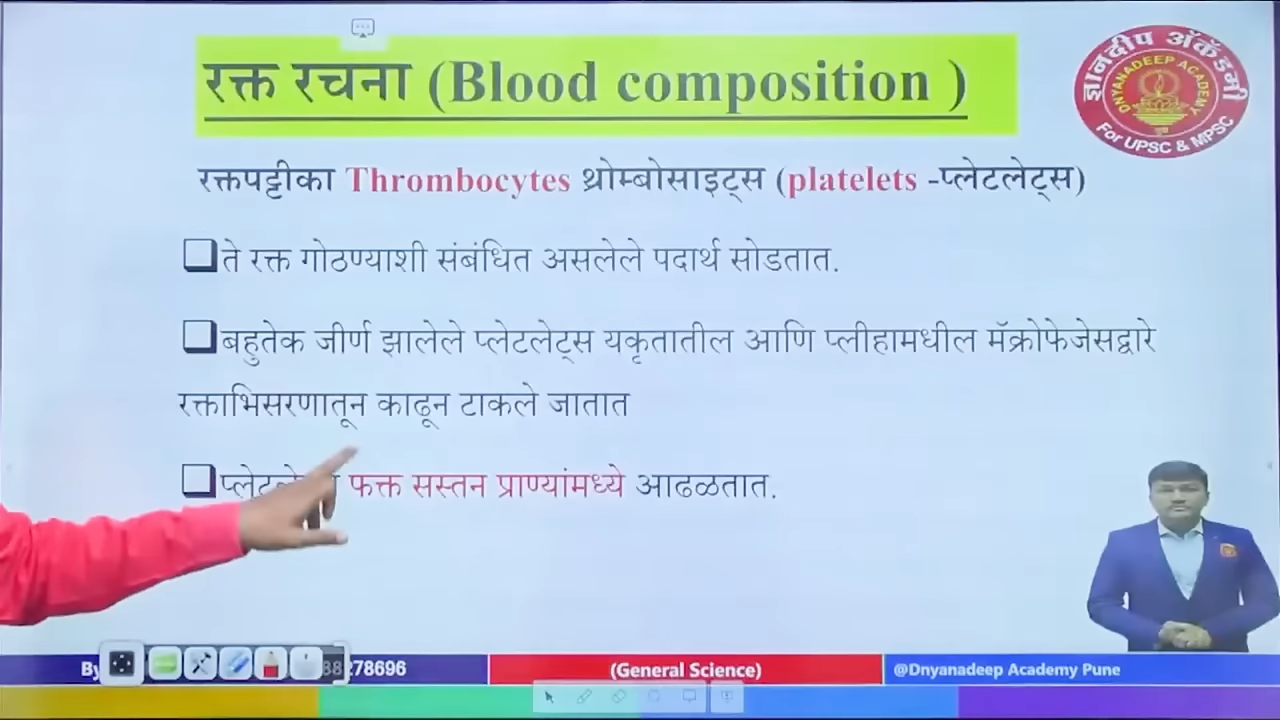 रक्त रचना (Blood composition )
ज्ञानदीप अ‍ॅकॅडमी
DNYANADEEP ACADEMY
For UPSC & MPSC
रक्तपट्टीका Thrombocytes थ्रोम्बोसाइट्स (platelets -प्लेटलेट्स)
ते रक्त गोठण्याशी संबंधित असलेले पदार्थ सोडतात.
बहुतेक जीर्ण झालेले प्लेटलेट्स यकृतातील आणि प्लीहामधील मॅक्रोफेजेसद्वारे
रक्ताभिसरणातून काढून टाकले जातात
फक्त सस्तन प्राण्यांमध्ये आढळतात.
By 278696
(General Science)
@Dnyanadeep Academy Pune